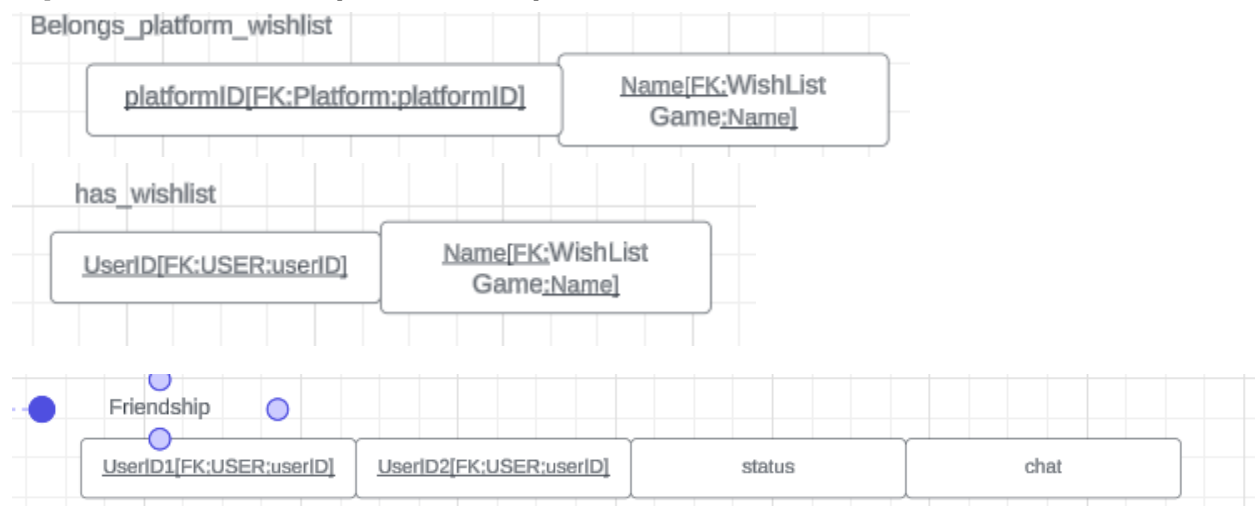 Belongs_platform_wishlist
platformID[FK:Platform:platformID]
Name[FK:WishList
Game:Name]
has_wishlist
UserID[FK:USER:userID]
Name[FK:WishList
Game:Name]
Friendship
UserID1[FK:USER:userID]
UserID2[FK:USER:userID]
status
chat